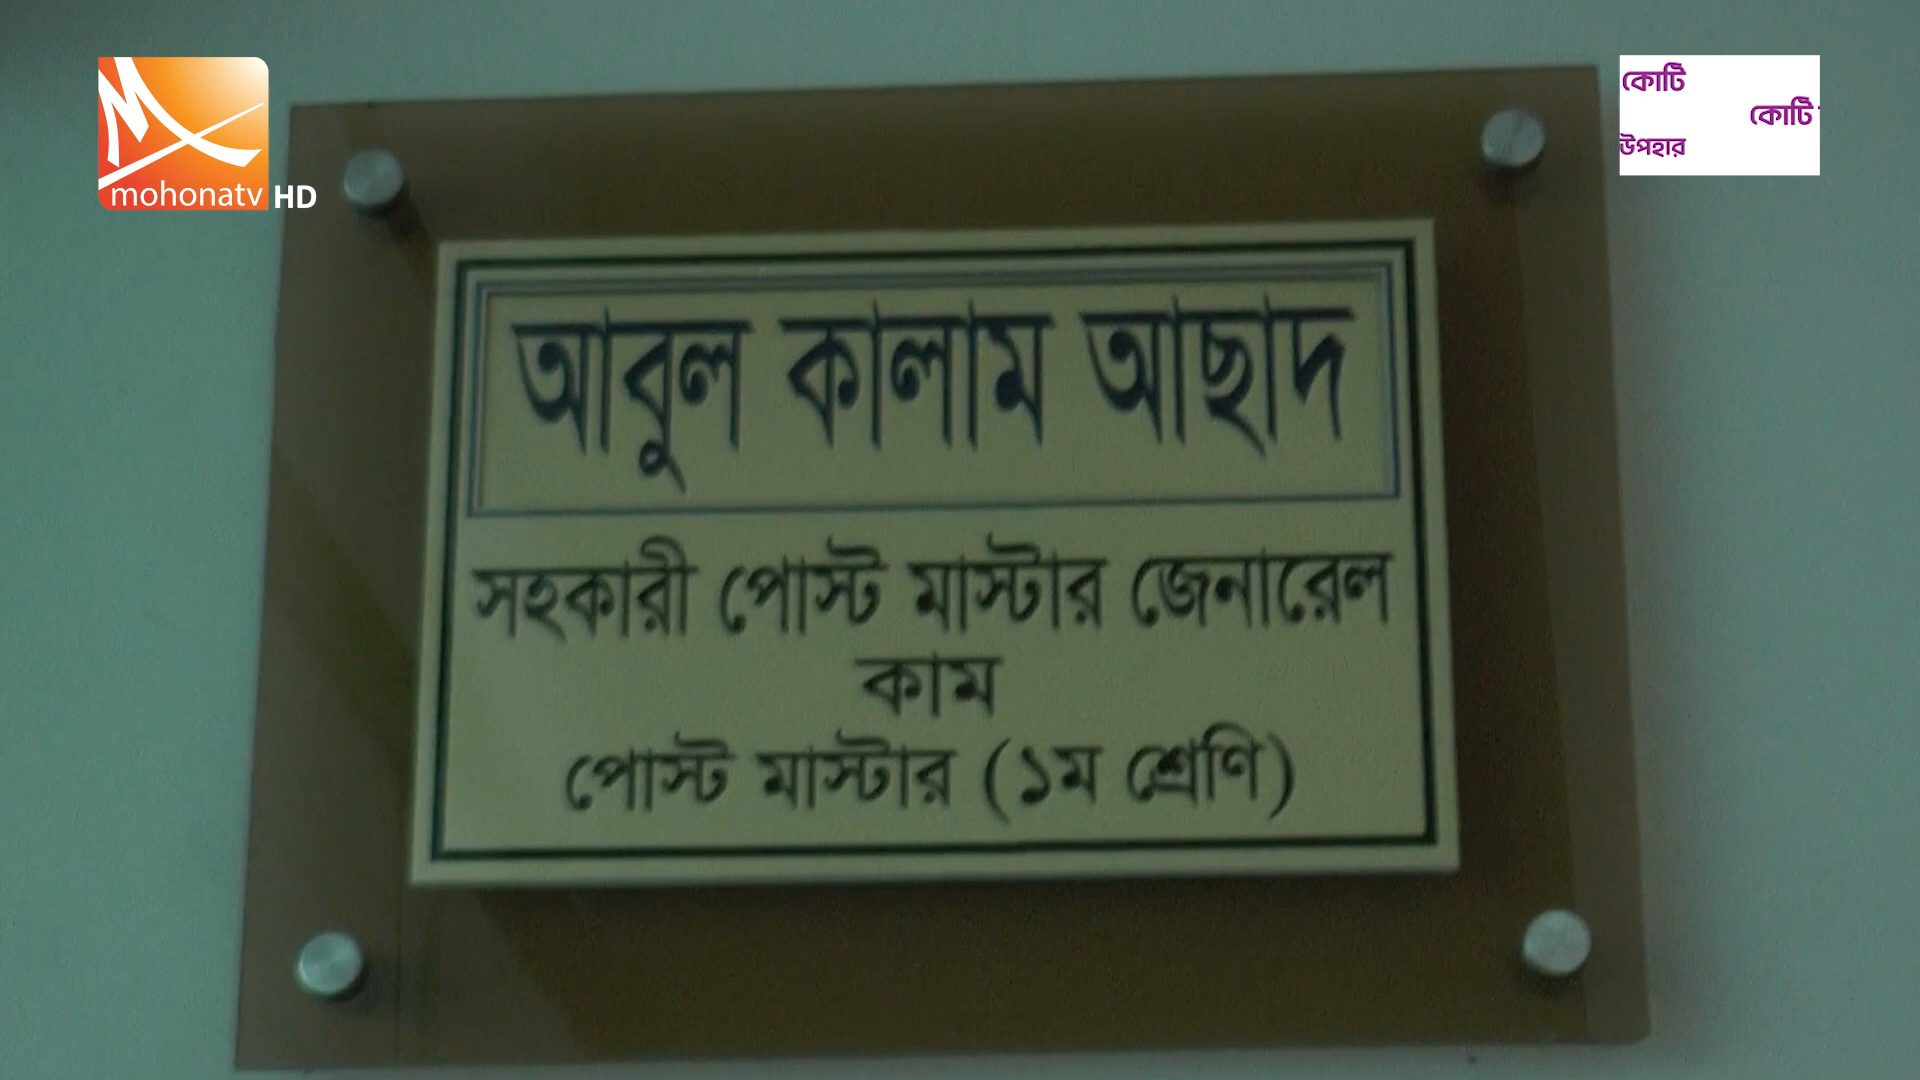 mohonatv HD
কোটি
কোটি
উপহার
আবুল কালাম আছাদ
সহকারী পোস্ট মাস্টার জেনারেল
কাম
পোস্ট মাস্টার (১ম শ্রেণি)